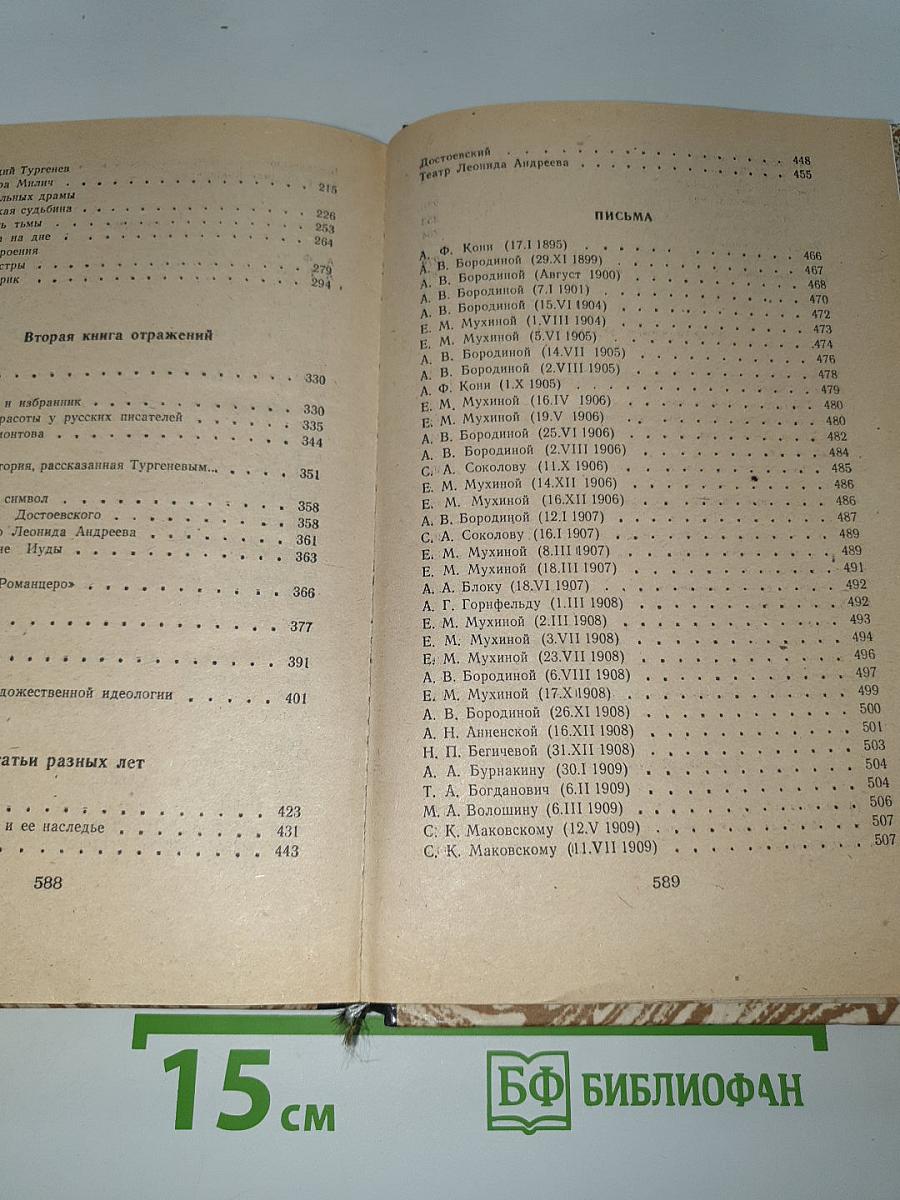 ий Тургенев
ра Милич . . . 215
льных драмы
кая судьбина . . . 226
ь тьмы . . . 253
на дне . . . 264
роения
стры . . . 279
рик . . . 294
Вторая книга отражений
. . . 330
и избранник . . . 330
расоты у русских писателей . . . 335
монтова . . . 344
тория, рассказанная Тургеневым... . . . 351
символ . . . 358
Достоевского . . . 358
о Леонида Андреева . . . 361
не Иуды . . . 363
Романцеро» . . . 366
. . . 377
. . . 391
дожественной идеологии . . . 401
татьи разных лет
. . . 423
и ее наследье . . . 431
. . . 443
588
Достоевский . . . 448
Театр Леонида Андреева . . . 455
ПИСЬМА
А. Ф. Кони (17.I 1895) . . . 466
А. В. Бородиной (29.XI 1899) . . . 467
А. В. Бородиной (Август 1900) . . . 468
А. В. Бородиной (7.I 1901) . . . 470
А. В. Бородиной (15.VI 1904) . . . 472
Е. М. Мухиной (1.VIII 1904) . . . 473
Е. М. Мухиной (5.VI 1905) . . . 474
А. В. Бородиной (14.VII 1905) . . . 476
А. В. Бородиной (2.VIII 1905) . . . 478
А. Ф. Кони (1.X 1905) . . . 479
Е. М. Мухиной (16.IV 1906) . . . 480
Е. М. Мухиной (19.V 1906) . . . 480
А. В. Бородиной (25.VI 1906) . . . 482
А. В. Бородиной (2.VIII 1906) . . . 484
С. А. Соколову (11.X 1906) . . . 485
Е. М. Мухиной (14.XII 1906) . . . 486
Е. М. Мухиной (16.XII 1906) . . . 486
А. В. Бородиной (12.I 1907) . . . 487
С. А. Соколову (16.I 1907) . . . 489
Е. М. Мухиной (8.III 1907) . . . 489
Е. М. Мухиной (18.III 1907) . . . 491
А. А. Блоку (18.VI 1907) . . . 492
А. Г. Горнфельду (1.III 1908) . . . 492
Е. М. Мухиной (2.III 1908) . . . 493
Е. М. Мухиной (3.VII 1908) . . . 494
Е. М. Мухиной (23.VII 1908) . . . 496
А. В. Бородиной (6.VIII 1908) . . . 497
Е. М. Мухиной (17.X 1908) . . . 499
А. В. Бородиной (26.XI 1908) . . . 500
А. Н. Анненской (16.XII 1908) . . . 501
Н. П. Бегичевой (31.XII 1908) . . . 503
А. А. Бурнакину (30.I 1909) . . . 504
Т. А. Богданович (6.II 1909) . . . 504
М. А. Волошину (6.III 1909) . . . 506
С. К. Маковскому (12.V 1909) . . . 507
С. К. Маковскому (11.VII 1909) . . . 507
589
15 см
БФ БИБЛИОФАН